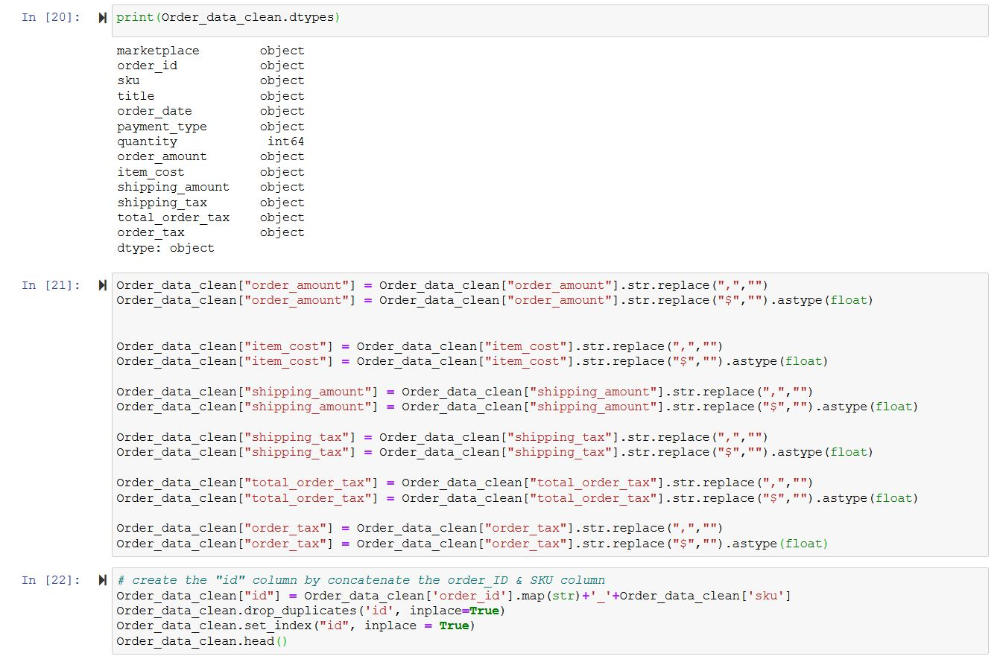 In [20]: print(Order_data_clean.dtypes)
marketplace object
order_id object
sku object
title object
order_date object
payment_type object
quantity int64
order_amount object
item_cost object
shipping_amount object
shipping_tax object
total_order_tax object
order_tax object
dtype: object
In [21]: Order_data_clean["order_amount"] = Order_data_clean["order_amount"].str.replace(",","")
Order_data_clean["order_amount"] = Order_data_clean["order_amount"].str.replace("$","").astype(float)
Order_data_clean["item_cost"] = Order_data_clean["item_cost"].str.replace(",","")
Order_data_clean["item_cost"] = Order_data_clean["item_cost"].str.replace("$","").astype(float)
Order_data_clean["shipping_amount"] = Order_data_clean["shipping_amount"].str.replace(",","")
Order_data_clean["shipping_amount"] = Order_data_clean["shipping_amount"].str.replace("$","").astype(float)
Order_data_clean["shipping_tax"] = Order_data_clean["shipping_tax"].str.replace(",","")
Order_data_clean["shipping_tax"] = Order_data_clean["shipping_tax"].str.replace("$","").astype(float)
Order_data_clean["total_order_tax"] = Order_data_clean["total_order_tax"].str.replace(",","")
Order_data_clean["total_order_tax"] = Order_data_clean["total_order_tax"].str.replace("$","").astype(float)
Order_data_clean["order_tax"] = Order_data_clean["order_tax"].str.replace(",","")
Order_data_clean["order_tax"] = Order_data_clean["order_tax"].str.replace("$","").astype(float)
In [22]: # create the "id" column by concatenate the order_ID & SKU column
Order_data_clean["id"] = Order_data_clean['order_id'].map(str)+'_'+Order_data_clean['sku']
Order_data_clean.drop_duplicates('id', inplace=True)
Order_data_clean.set_index("id", inplace = True)
Order_data_clean.head()